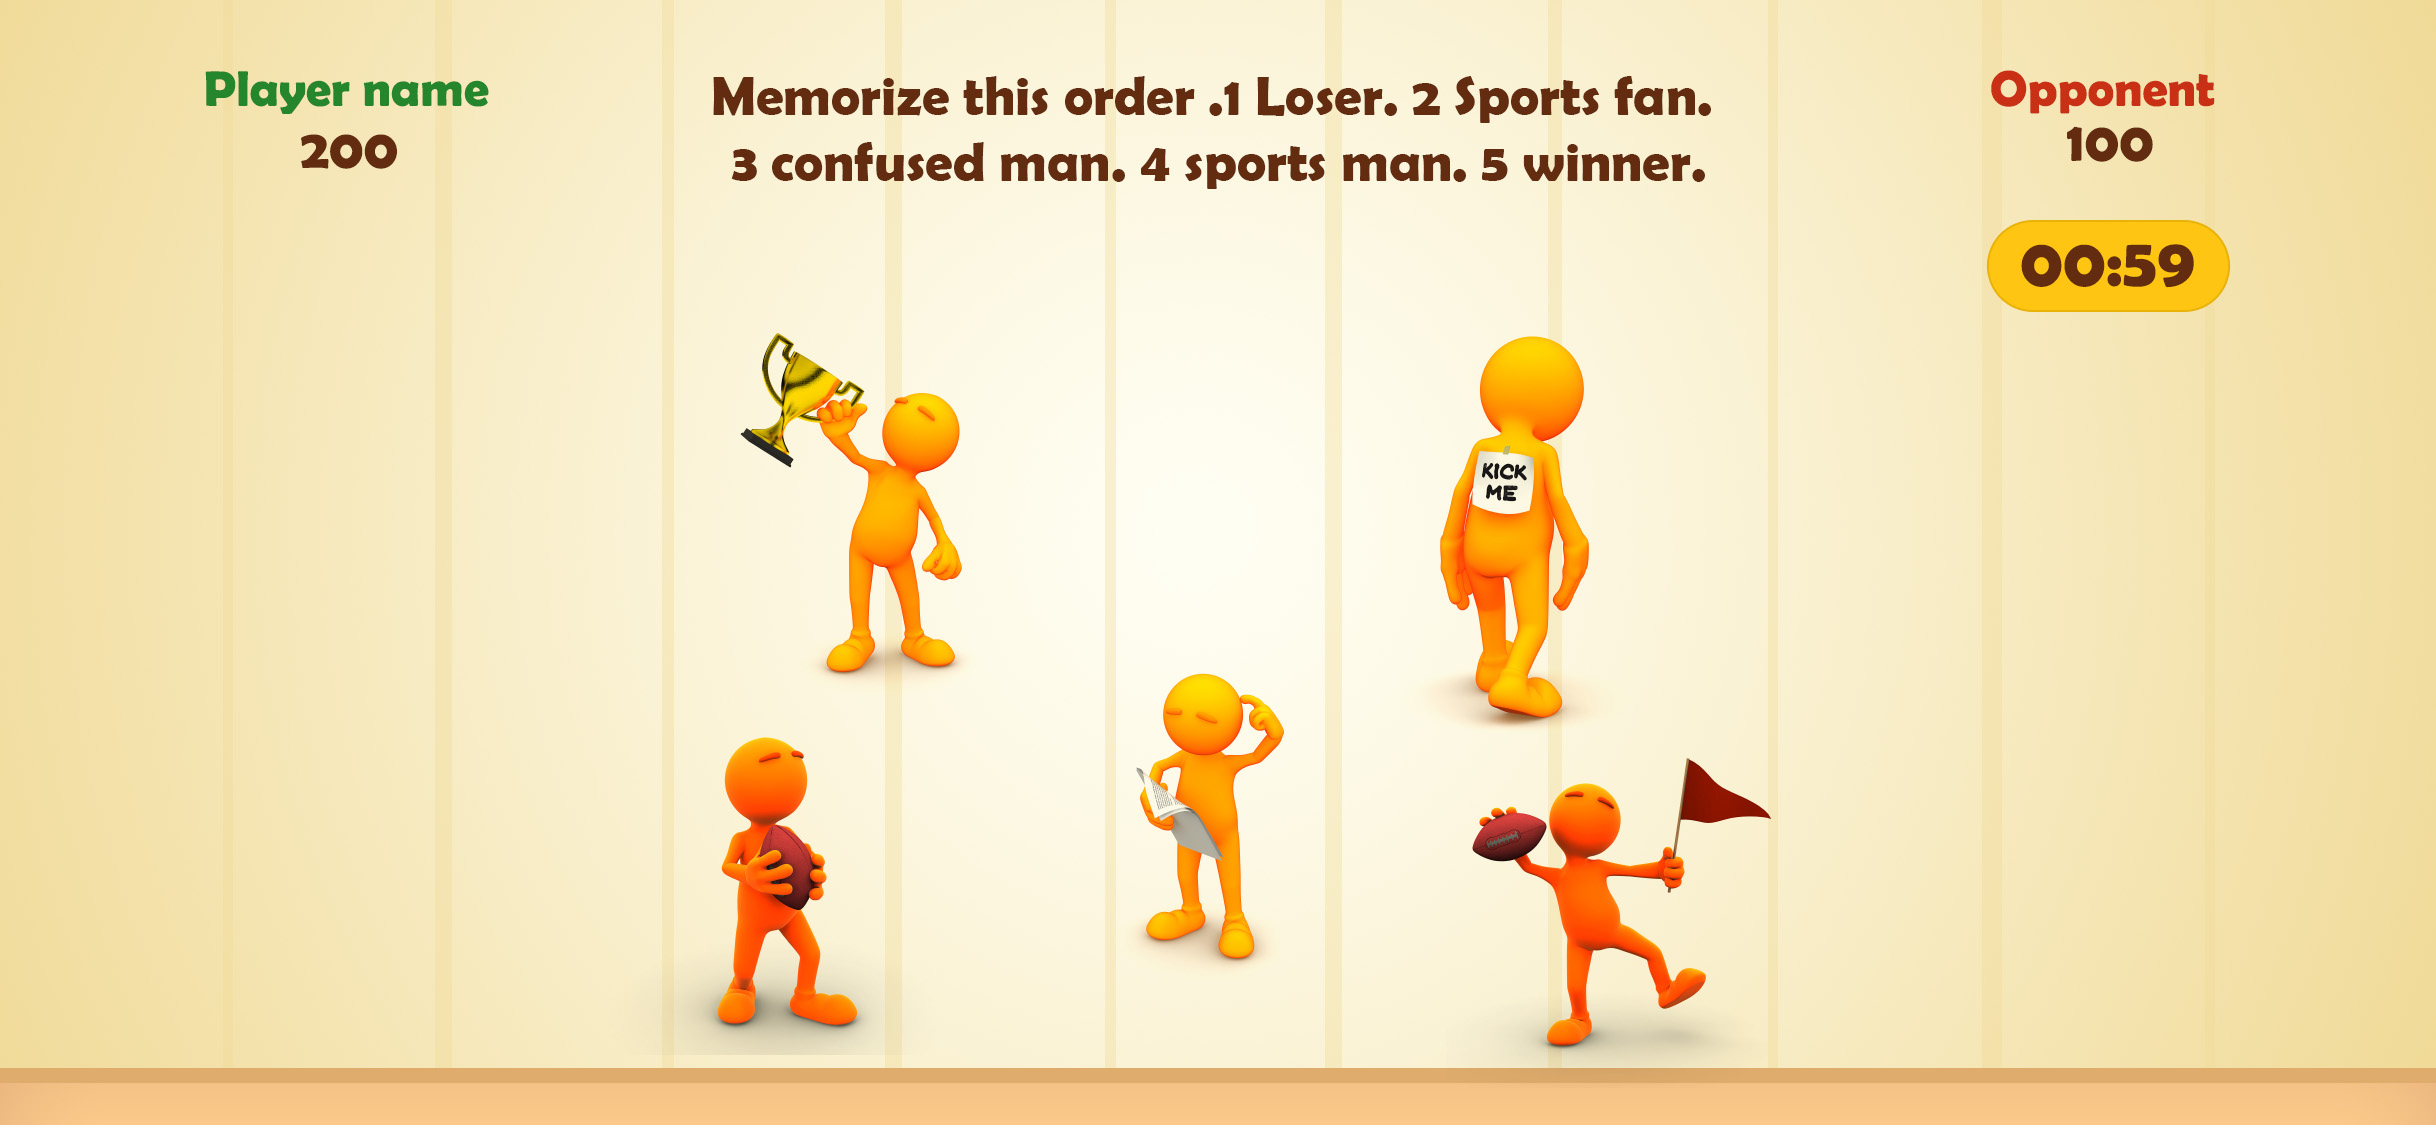 Player name
200
Memorize this order .1 Loser. 2 Sports fan.
3 confused man. 4 sports man. 5 winner.
Opponent
100
00:59
KICK
ME